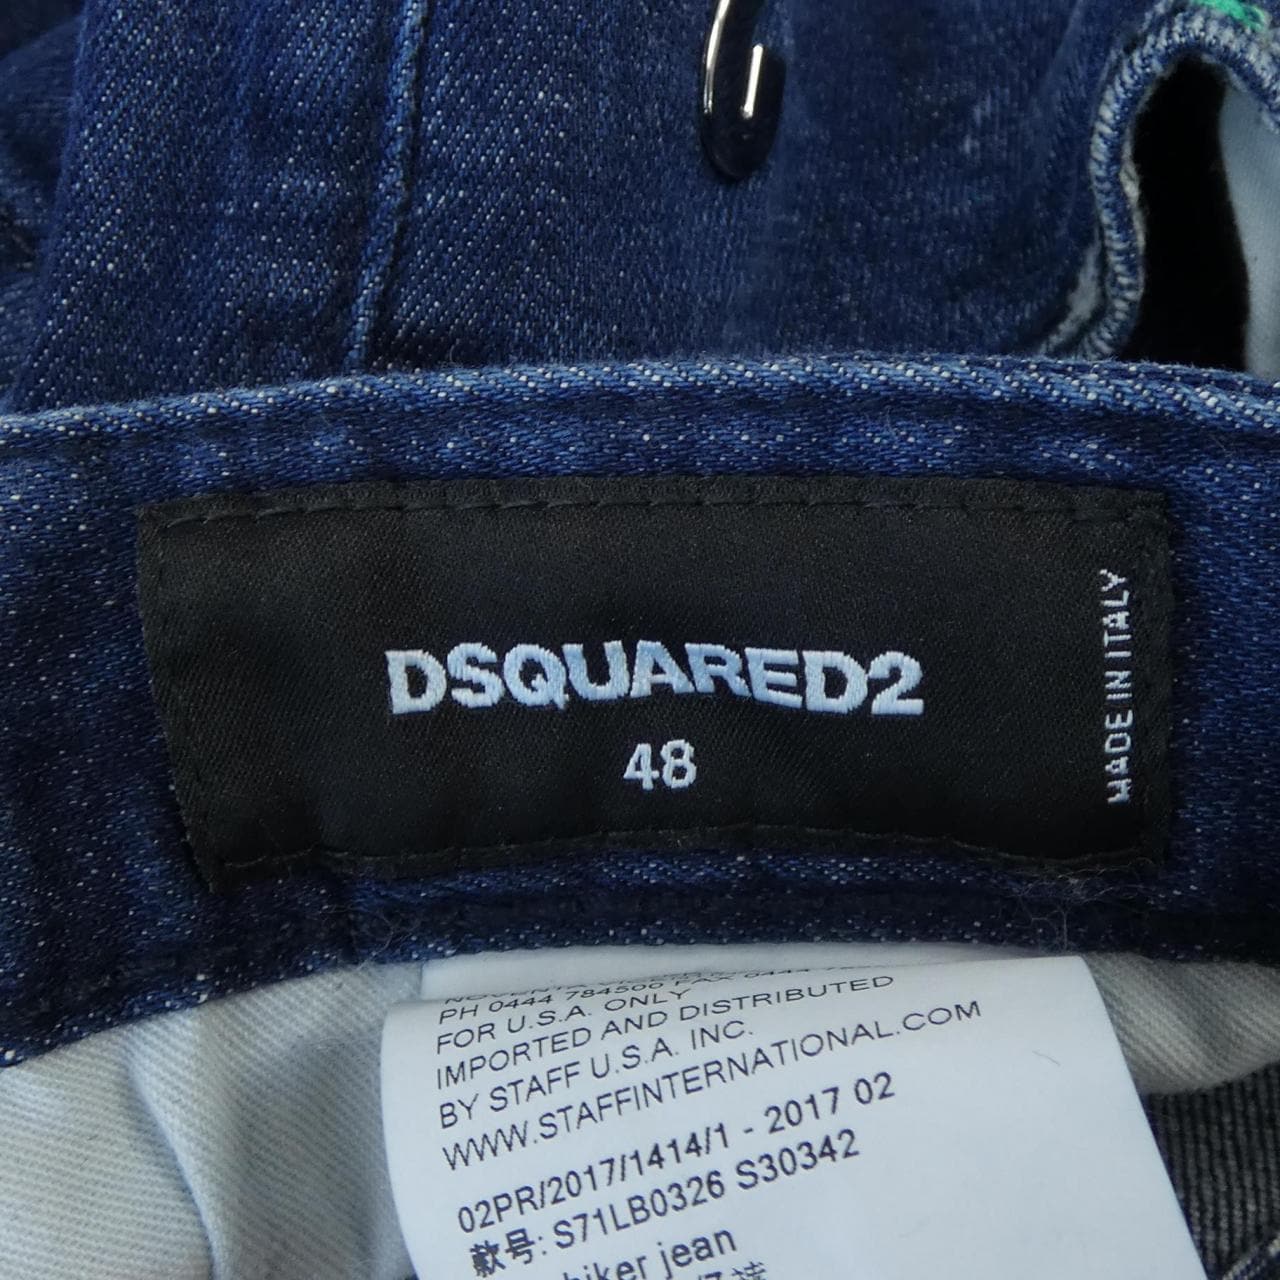 DSQUARED2
48
MADE IN ITALY
PH 0444 784500 FAX 0444
FOR U.S.A. ONLY
IMPORTED AND DISTRIBUTED
BY STAFF U.S.A. INC.
WWW.STAFFINTERNATIONAL.COM
02PR/2017/1414/1 - 2017 02
款号: S71LB0326 S30342
biker jean